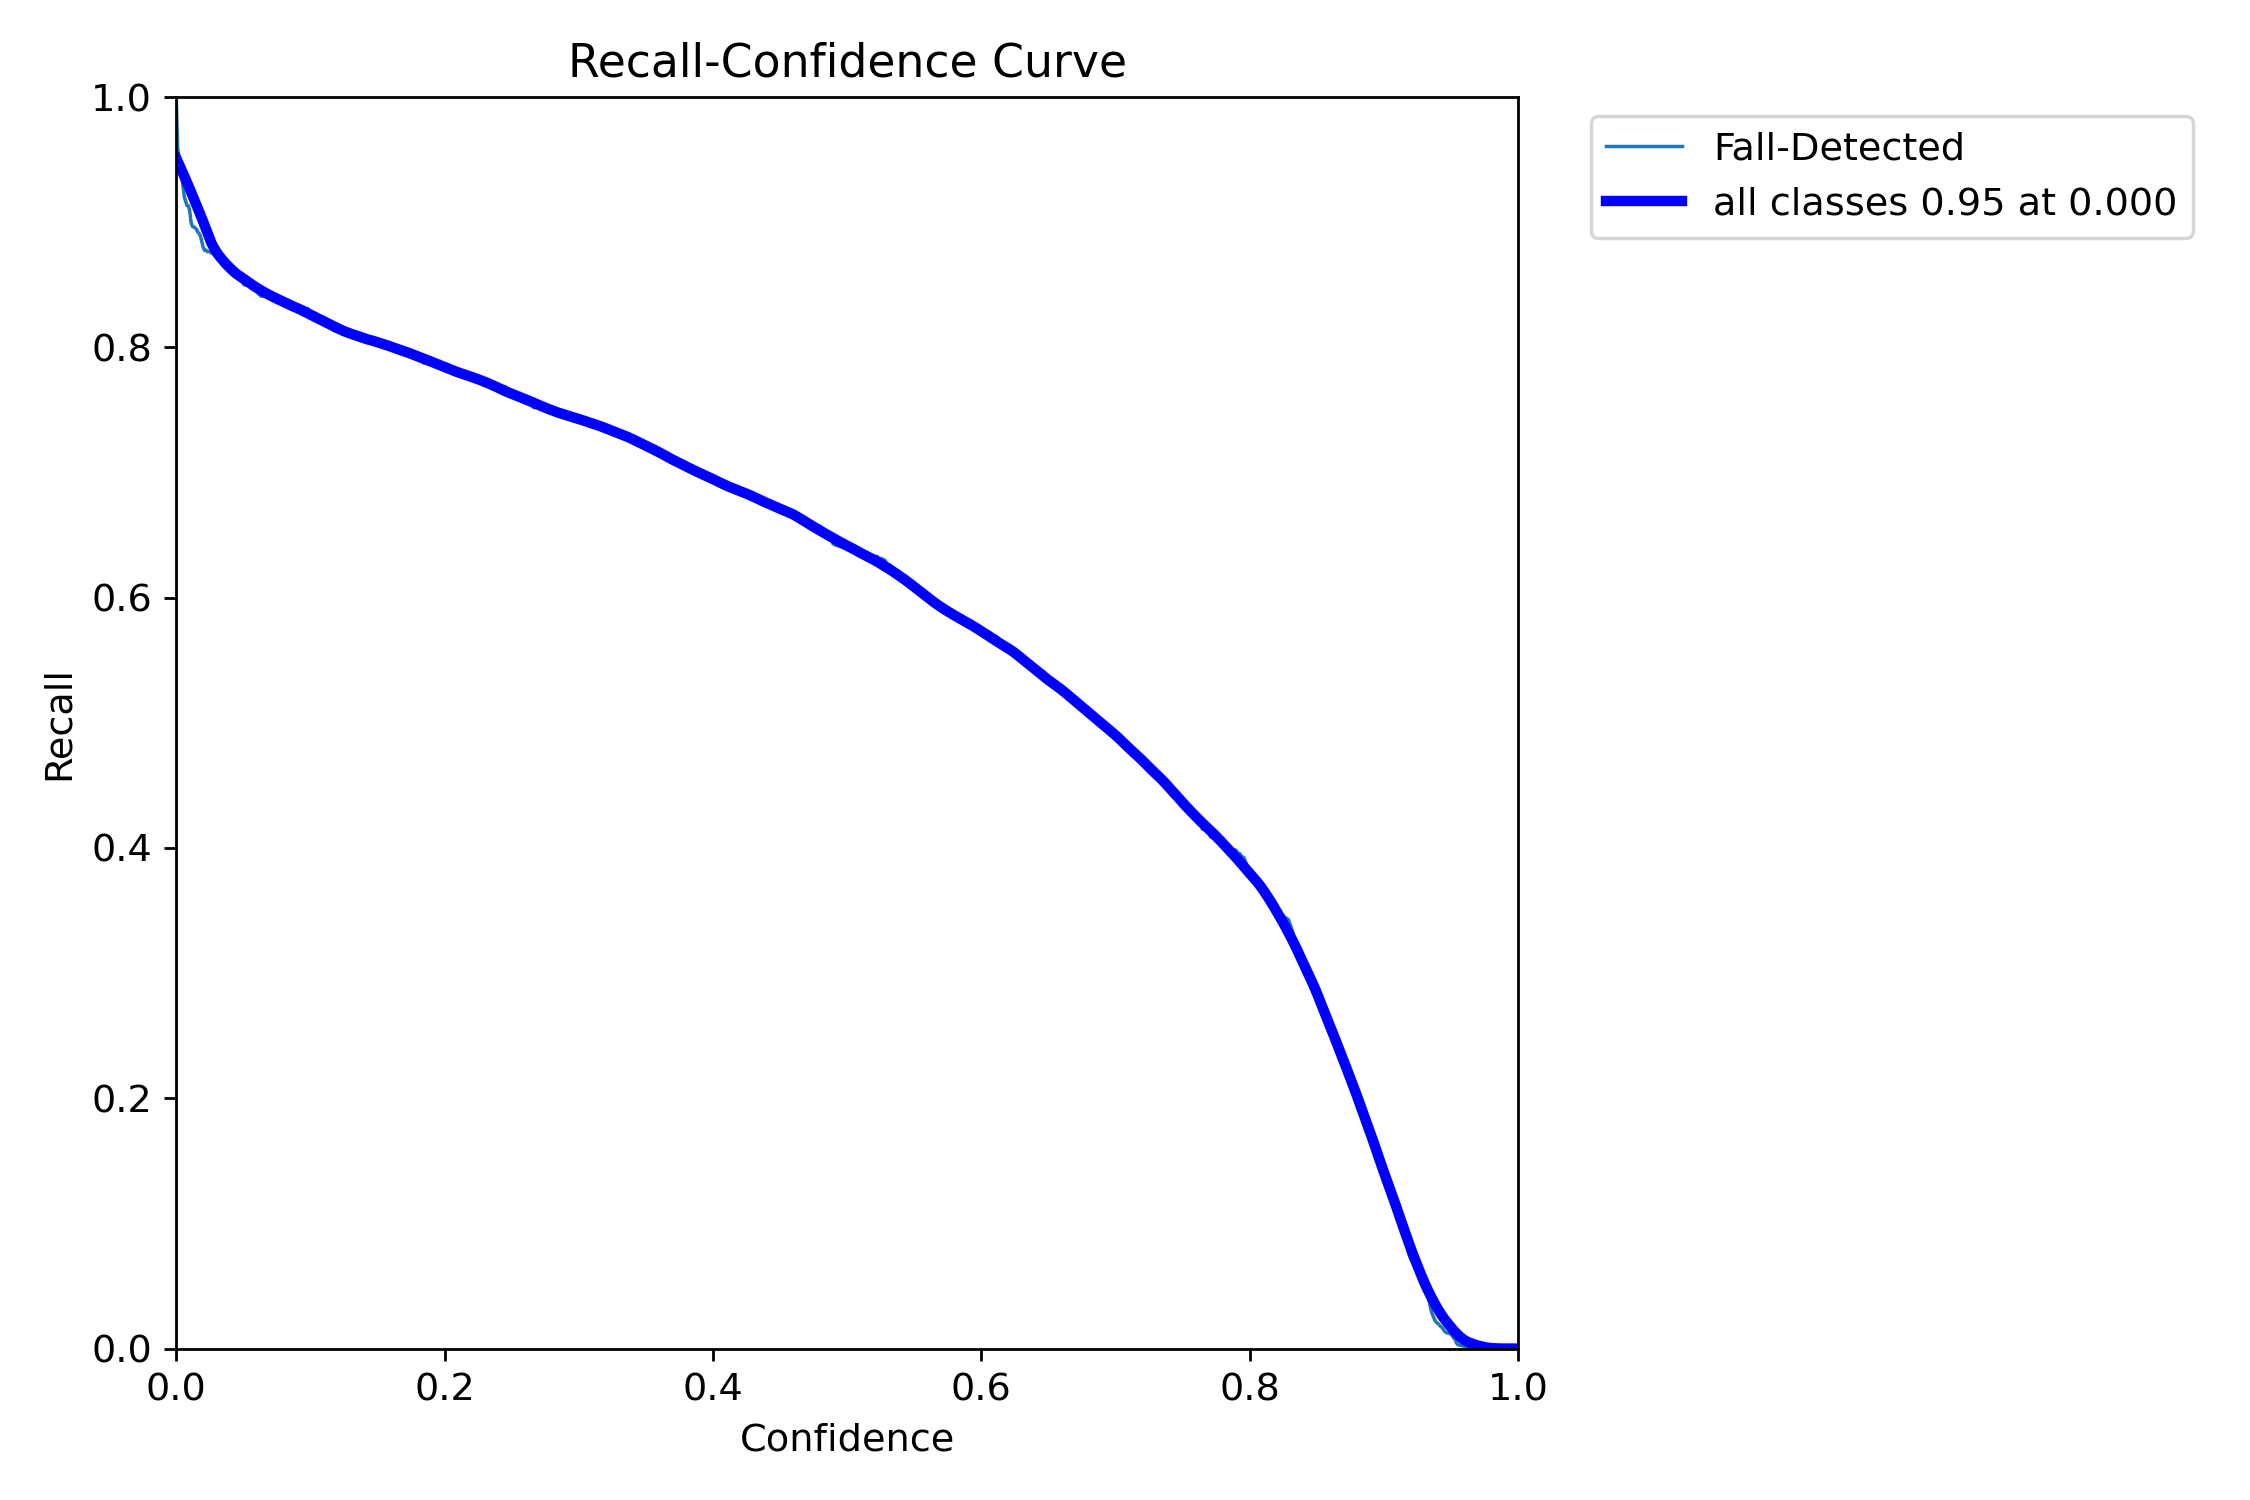 Recall-Confidence Curve
1.0
0.8
0.6
0.4
0.2
0.0
Recall
0.0 0.2 0.4 0.6 0.8 1.0
Confidence
Fall-Detected
all classes 0.95 at 0.000